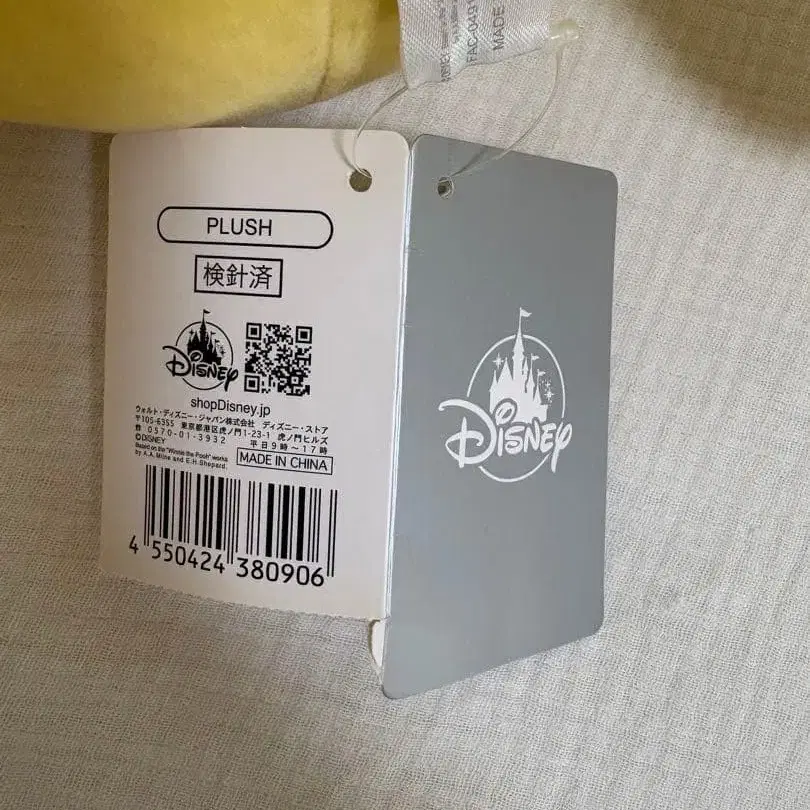 FAC-0401
MADE
PLUSH
検針済
Disney
shopDisney.jp
ウォルト・ディズニー・ジャパン株式会社 ディズニー・ストア
〒105-6355 東京都港区虎ノ門1-23-1 虎ノ門ヒルズ
☎ 0570-01-3932 平日9時〜17時
©DISNEY
Based on the "Winnie the Pooh" works
by A.A. Milne and E.H. Shepard.
MADE IN CHINA
4 550424 380906
Disney